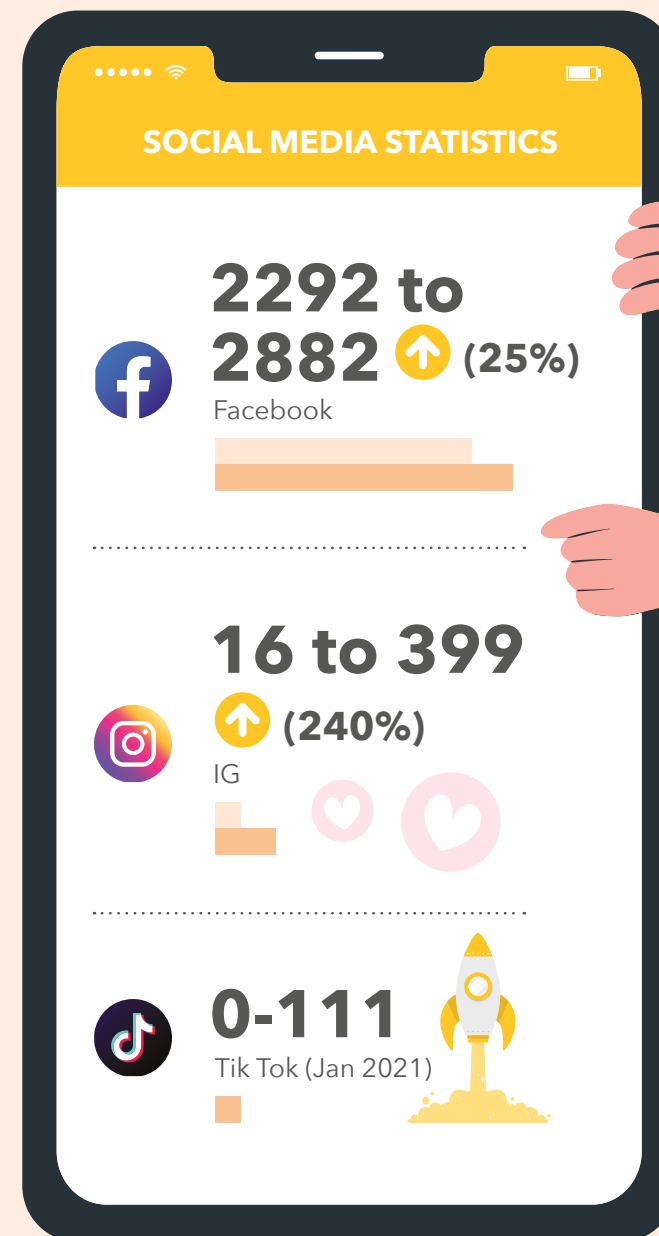 SOCIAL MEDIA STATISTICS
2292 to
2882 (25%)
Facebook
16 to 399
(240%)
IG
0-111
Tik Tok (Jan 2021)